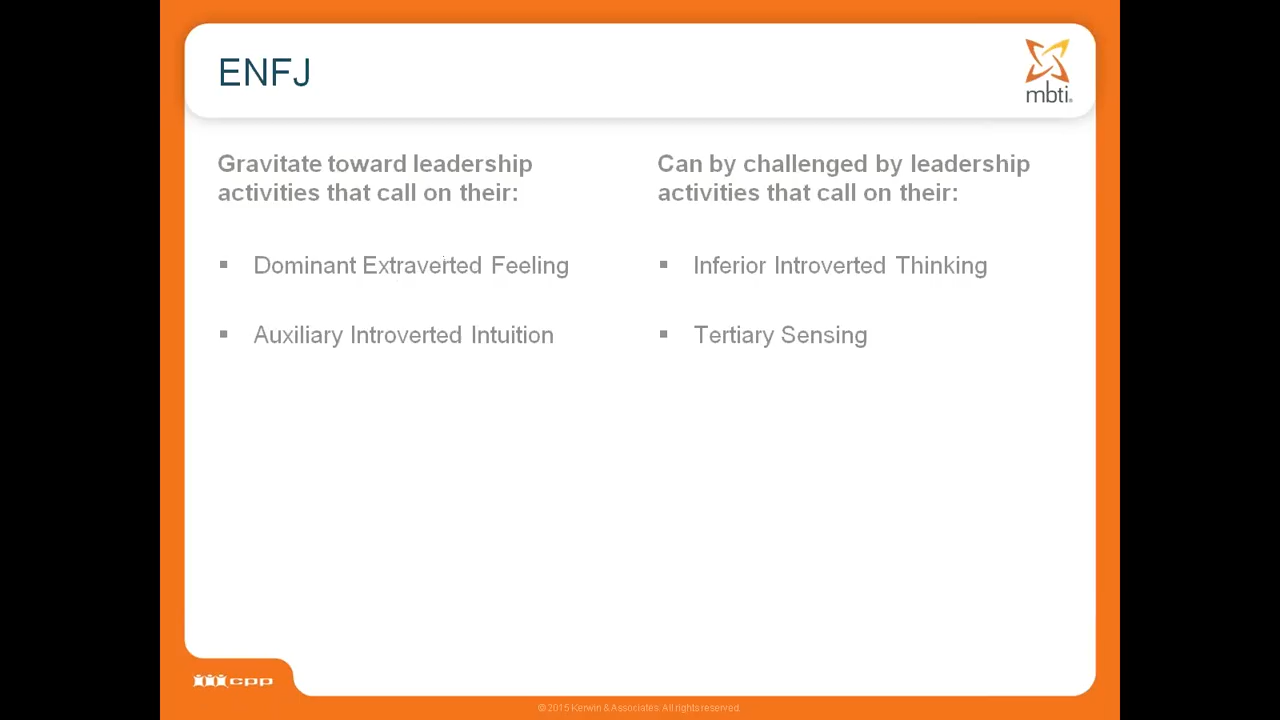 ENFJ
mbti®
Gravitate toward leadership
activities that call on their:
▪ Dominant Extraverted Feeling
▪ Auxiliary Introverted Intuition
Can by challenged by leadership
activities that call on their:
▪ Inferior Introverted Thinking
▪ Tertiary Sensing
cpp
© 2015 Kerwin & Associates. All rights reserved.